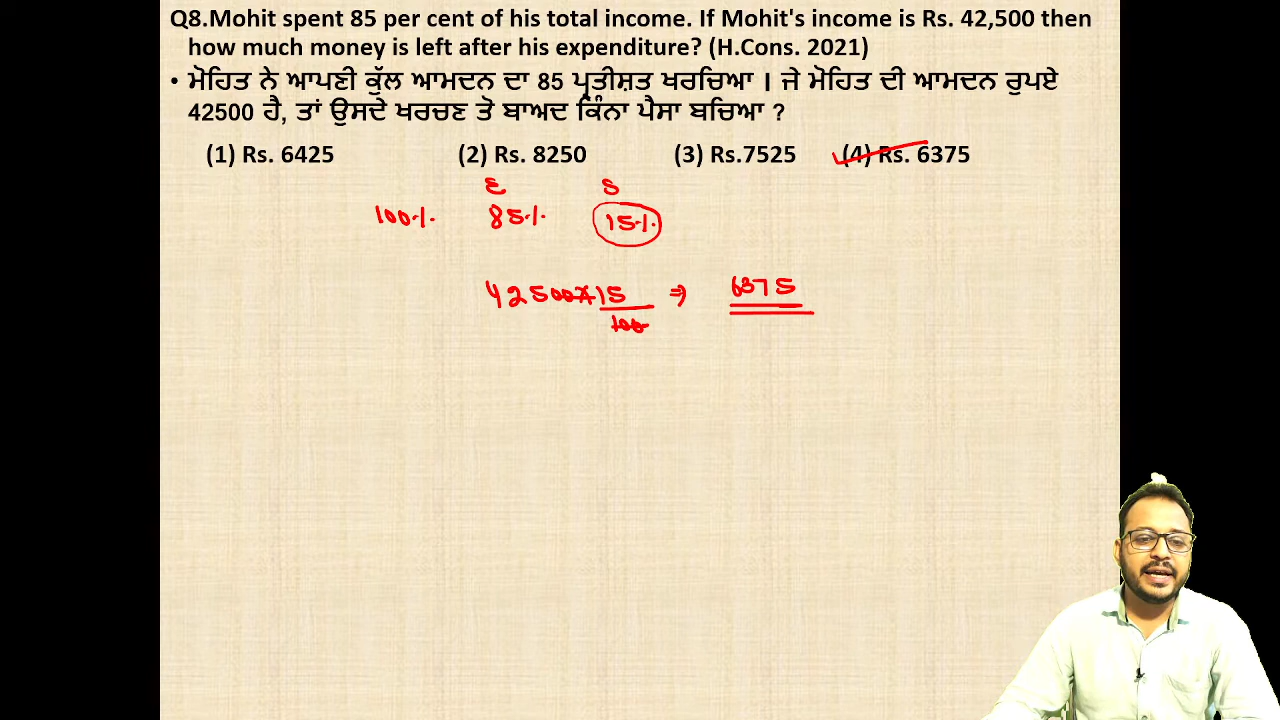 Q8.Mohit spent 85 per cent of his total income. If Mohit's income is Rs. 42,500 then
how much money is left after his expenditure? (H.Cons. 2021)
• ਮੋਹਿਤ ਨੇ ਆਪਣੀ ਕੁੱਲ ਆਮਦਨ ਦਾ 85 ਪ੍ਰਤੀਸ਼ਤ ਖਰਚਿਆ । ਜੇ ਮੋਹਿਤ ਦੀ ਆਮਦਨ ਰੁਪਏ
42500 ਹੈ, ਤਾਂ ਉਸਦੇ ਖਰਚਣ ਤੋ ਬਾਅਦ ਕਿੰਨਾ ਪੈਸਾ ਬਚਿਆ ?
(1) Rs. 6425 (2) Rs. 8250 (3) Rs.7525 (4) Rs. 6375
E S
100% 85% 15%
42500×15 ⇒ 6375
100